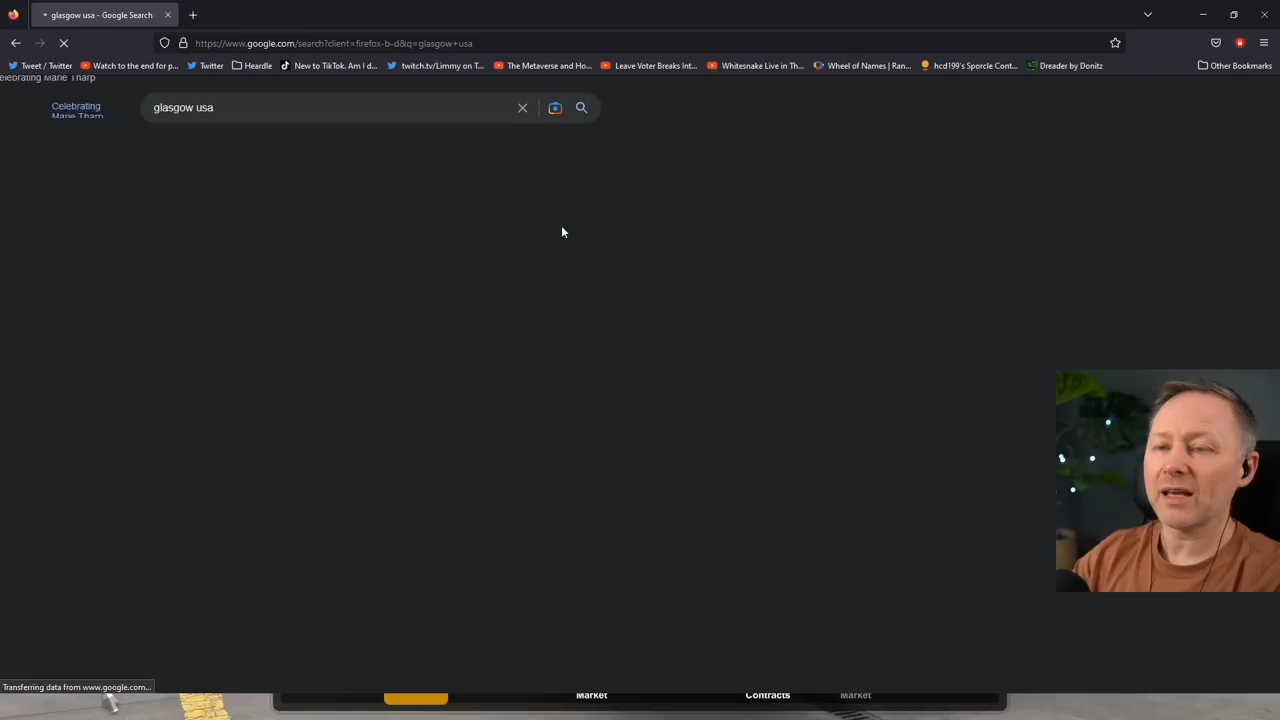 glasgow usa - Google Search
https://www.google.com/search?client=firefox-b-d&q=glasgow+usa
Tweet / Twitter
Watch to the end for p...
Twitter
Heardle
New to TikTok. Am I d...
twitch.tv/Limmy on T...
The Metaverse and Ho...
Leave Voter Breaks Int...
Whitesnake Live in Th...
Wheel of Names | Ran...
hcd199's Sporcle Cont...
Dreader by Donitz
Other Bookmarks
elebrating Marie Tharp
Celebrating
Marie Tharp
glasgow usa
Transferring data from www.google.com...
Market
Contracts
Market